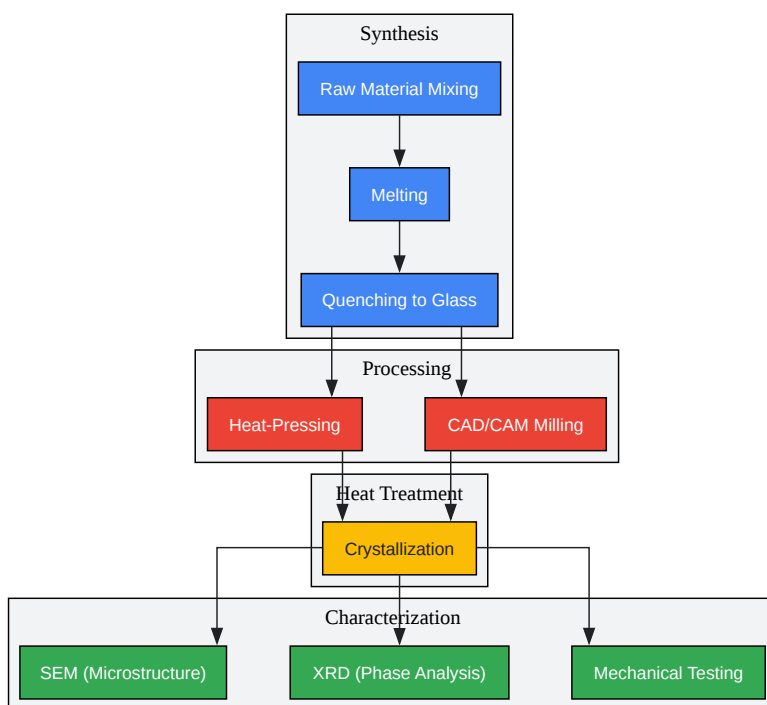 Synthesis
Raw Material Mixing
Melting
Quenching to Glass
Processing
Heat-Pressing
CAD/CAM Milling
Heat Treatment
Crystallization
Characterization
SEM (Microstructure)
XRD (Phase Analysis)
Mechanical Testing